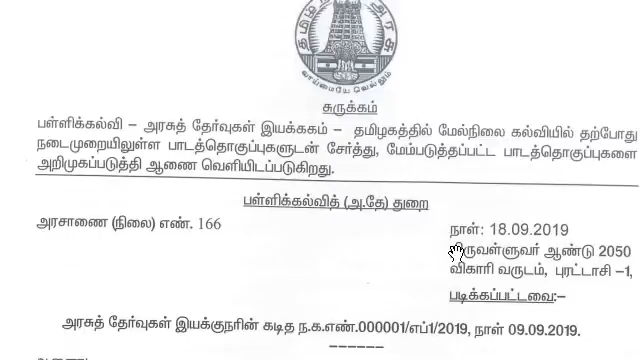 தமிழ்நாடு அரசு
வாய்மையே வெல்லும்
சுருக்கம்
பள்ளிக்கல்வி – அரசுத் தேர்வுகள் இயக்ககம் – தமிழகத்தில் மேல்நிலை கல்வியில் தற்போது
நடைமுறையிலுள்ள பாடத்தொகுப்புகளுடன் சேர்த்து, மேம்படுத்தப்பட்ட பாடத்தொகுப்புகளை
அறிமுகப்படுத்தி ஆணை வெளியிடப்படுகிறது.
பள்ளிக்கல்வித் (அ.தே) துறை
அரசாணை (நிலை) எண். 166
நாள்: 18.09.2019
திருவள்ளுவர் ஆண்டு 2050
விகாரி வருடம், புரட்டாசி –1,
படிக்கப்பட்டவை:–
அரசுத் தேர்வுகள் இயக்குநரின் கடித ந.க.எண்.000001/எப்1/2019, நாள் 09.09.2019.